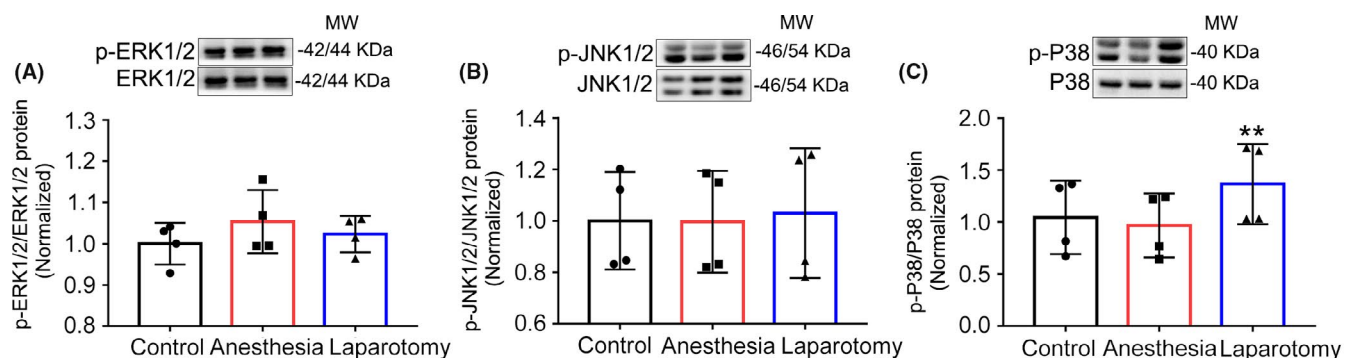 MW
p-ERK1/2 -42/44 KDa
(A) ERK1/2 -42/44 KDa
p-ERK1/2/ERK1/2 protein
(Normalized)
1.3
1.2
1.1
1.0
0.9
0.8
Control Anesthesia Laparotomy
MW
p-JNK1/2 -46/54 KDa
(B) JNK1/2 -46/54 KDa
p-JNK1/2/JNK1/2 protein
(Normalized)
1.4
1.2
1.0
0.8
0.6
Control Anesthesia Laparotomy
MW
p-P38 -40 KDa
(C) P38 -40 KDa
p-P38/P38 protein
(Normalized)
2.0
1.5
1.0
0.5
0.0
**
Control Anesthesia Laparotomy